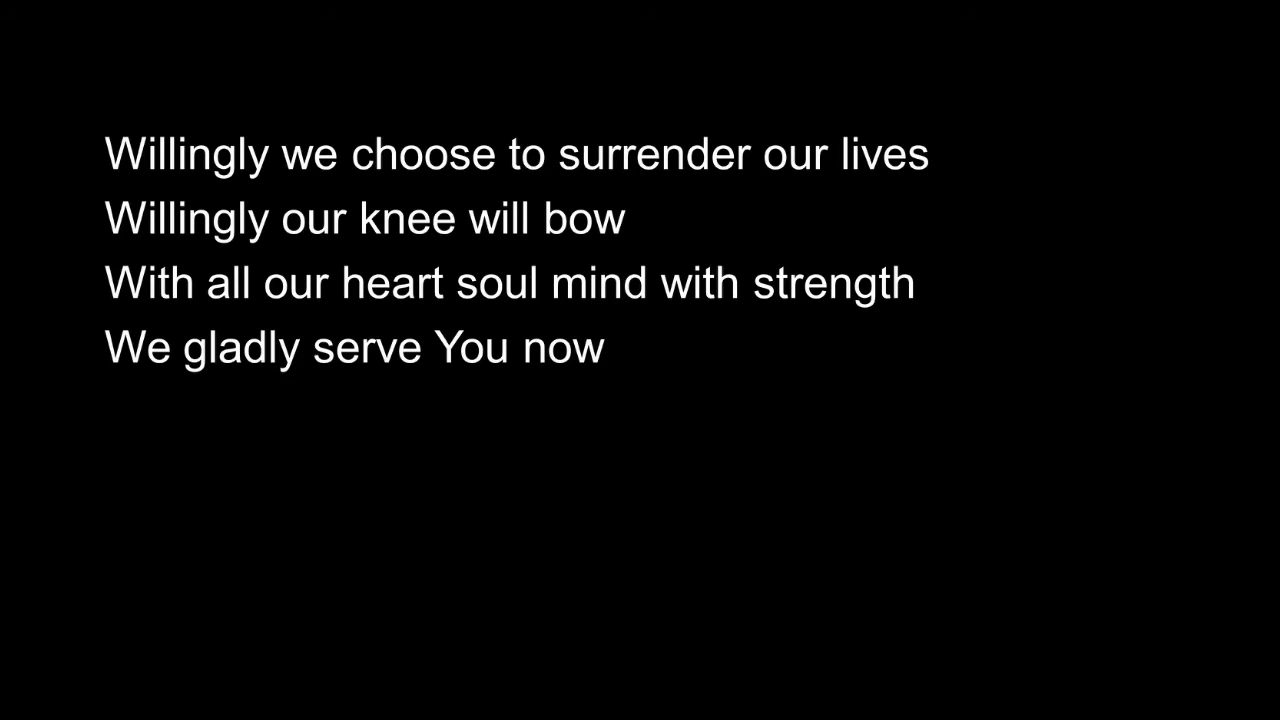 Willingly we choose to surrender our lives
Willingly our knee will bow
With all our heart soul mind with strength
We gladly serve You now